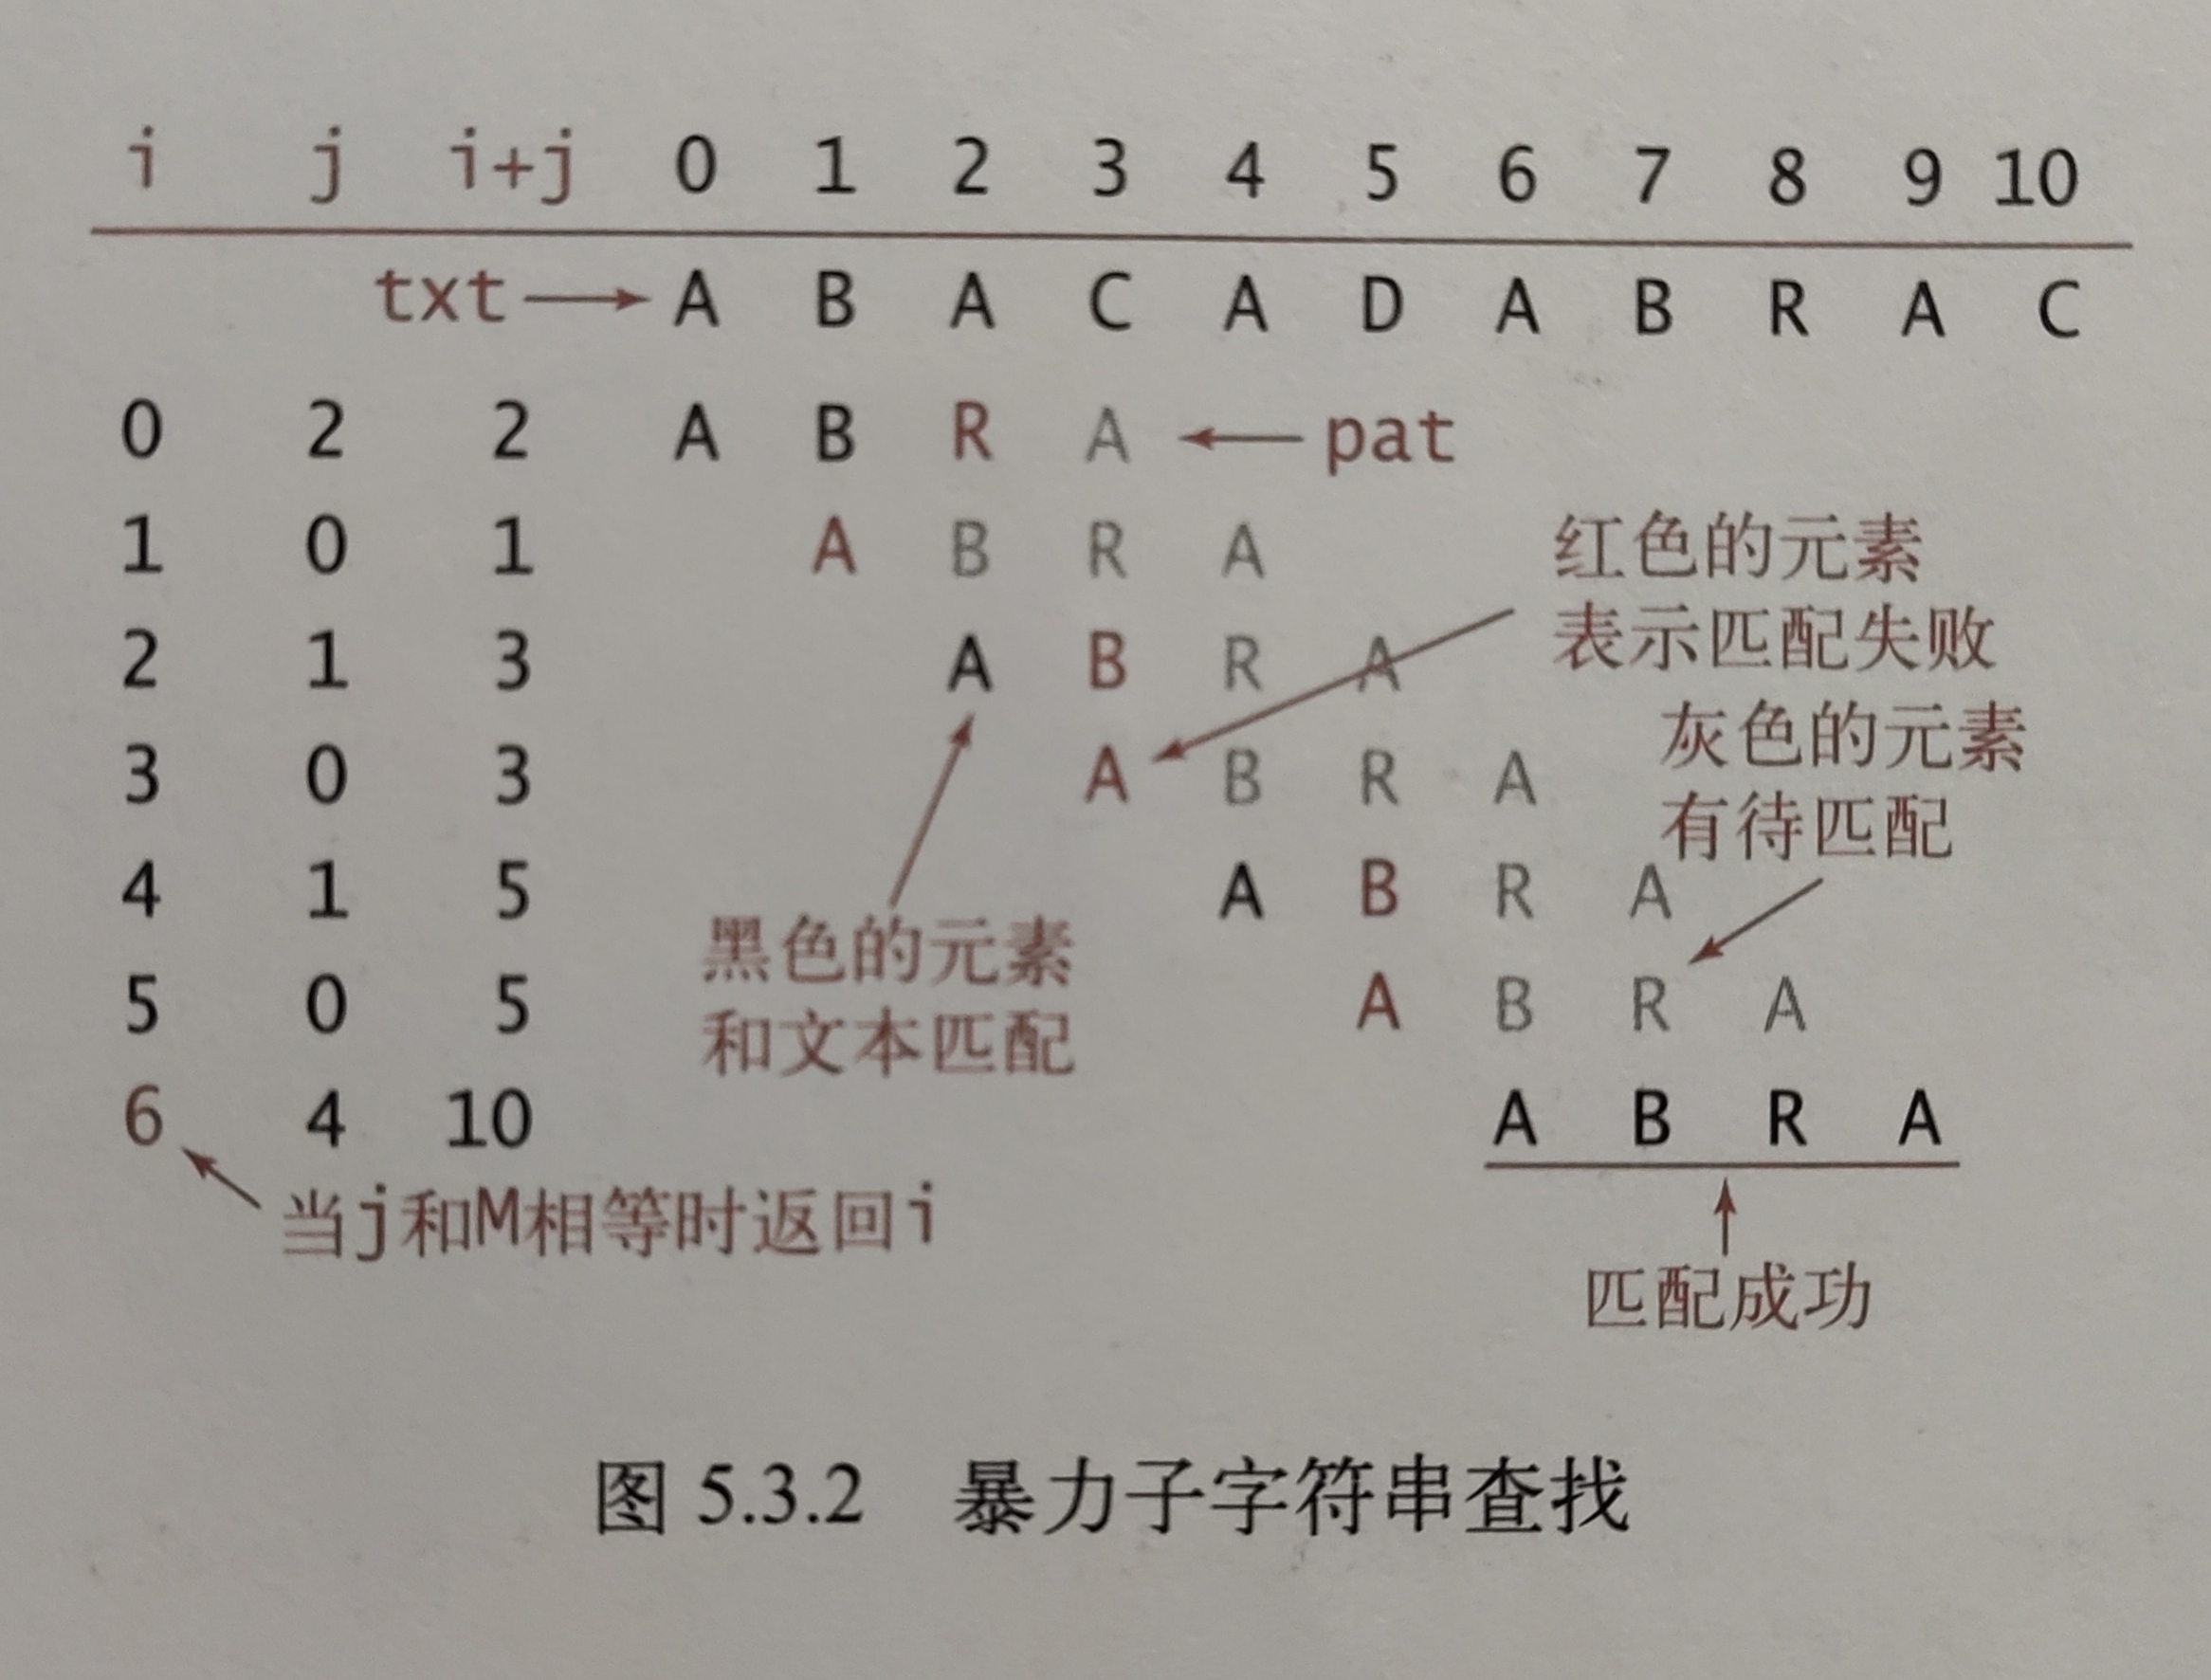 i j i+j 0 1 2 3 4 5 6 7 8 9 10
txt A B A C A D A B R A C
0 2 2 A B R A pat
1 0 1 A B R A
红色的元素
表示匹配失败
2 1 3 A B R A
灰色的元素
有待匹配
3 0 3 A B R A
4 1 5 A B R A
黑色的元素
和文本匹配
5 0 5 A B R A
6 4 10 A B R A
当j和M相等时返回i
匹配成功
图 5.3.2 暴力子字符串查找